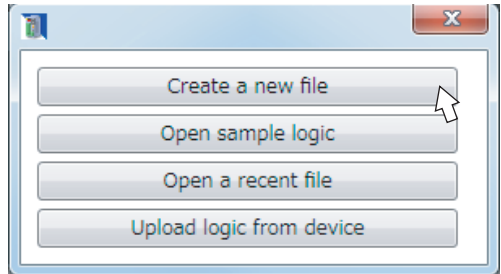 Create a new file
Open sample logic
Open a recent file
Upload logic from device